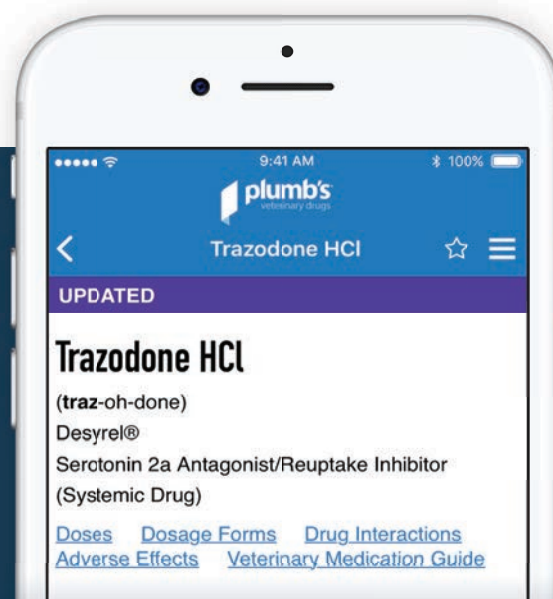 9:41 AM
100%
plumb's
veterinary drugs
Trazodone HCl
UPDATED
Trazodone HCl
(traz-oh-done)
Desyrel®
Serotonin 2a Antagonist/Reuptake Inhibitor
(Systemic Drug)
Doses Dosage Forms Drug Interactions
Adverse Effects Veterinary Medication Guide